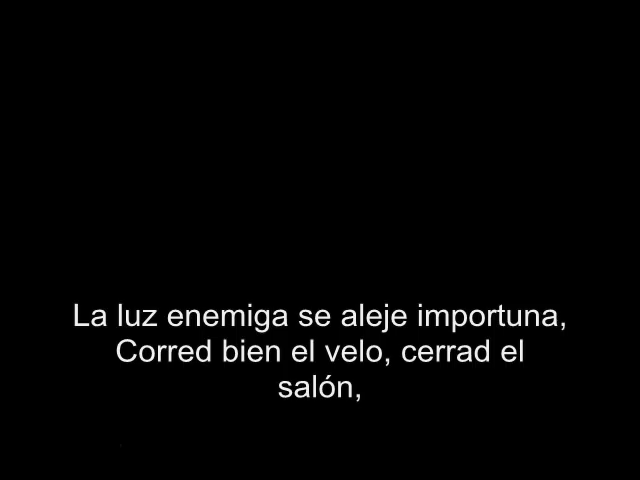 La luz enemiga se aleje importuna,
Corred bien el velo, cerrad el
salón,